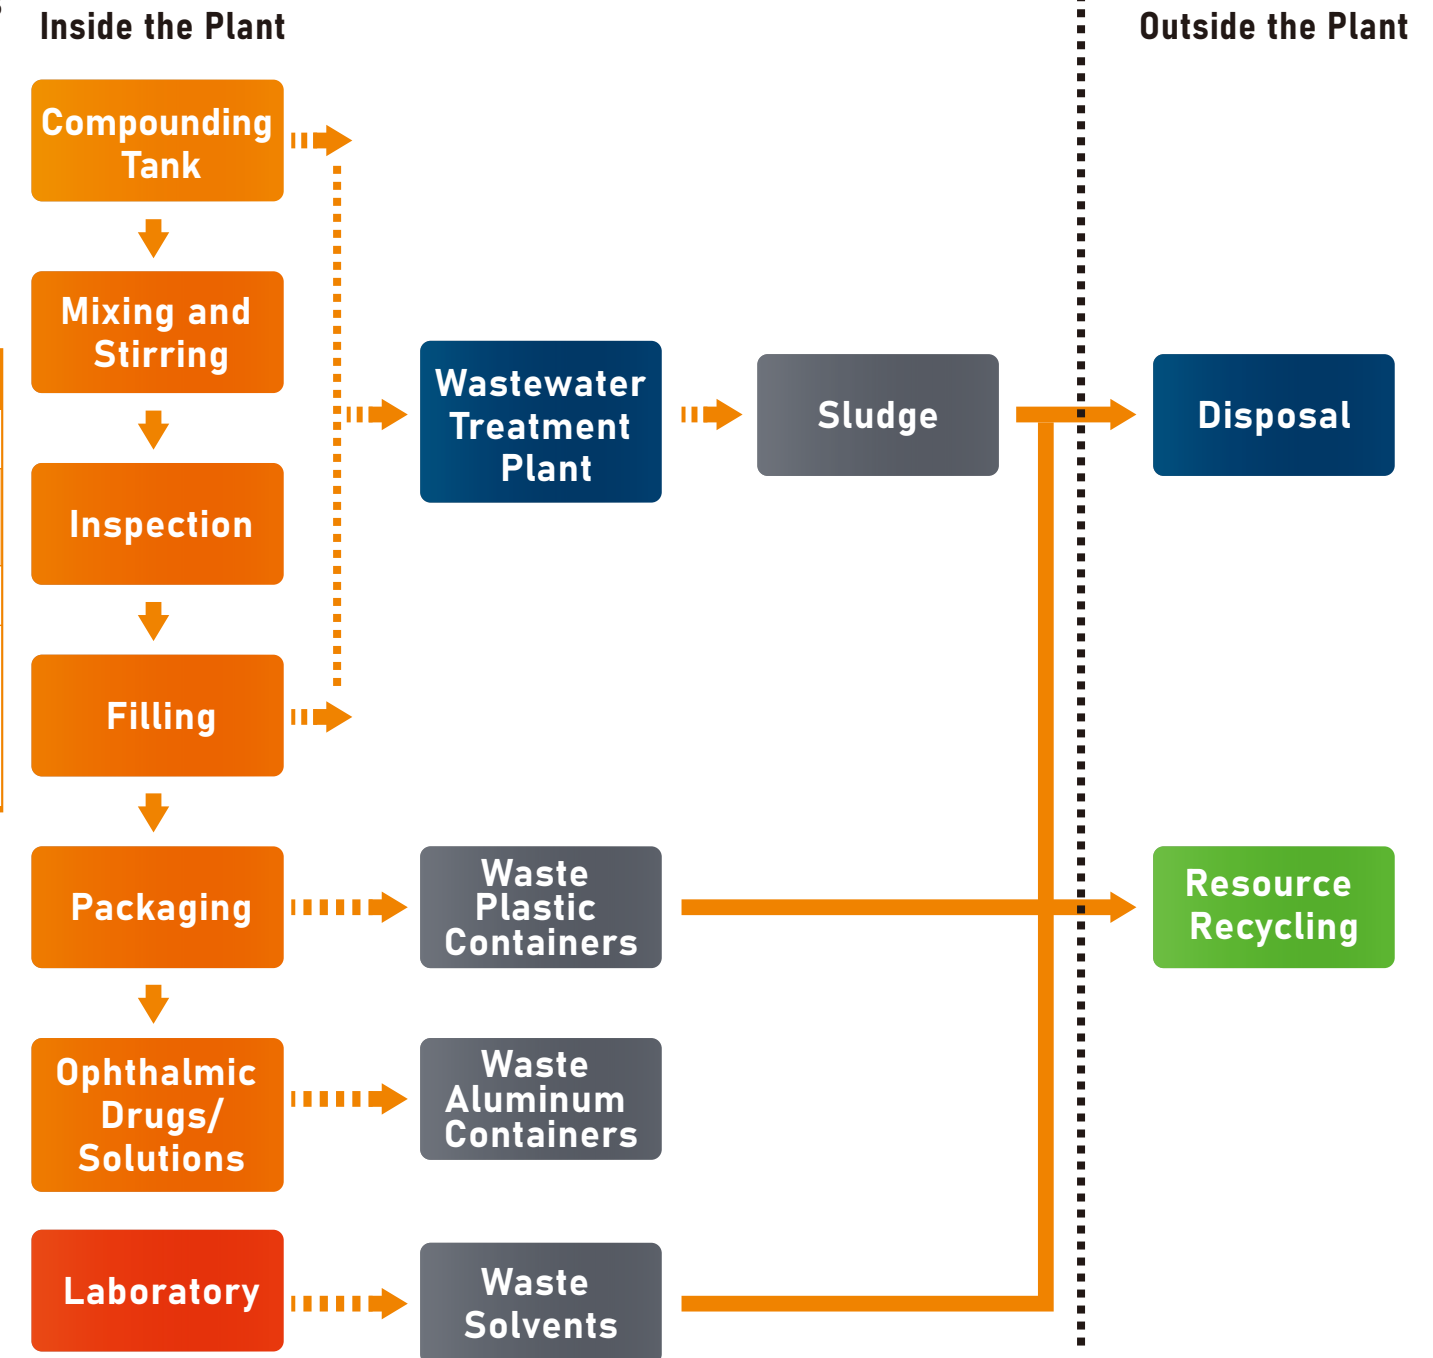 Inside the Plant
Outside the Plant
Compounding
Tank
Mixing and
Stirring
Inspection
Filling
Packaging
Ophthalmic
Drugs/
Solutions
Laboratory
Wastewater
Treatment
Plant
Sludge
Disposal
Waste
Plastic
Containers
Resource
Recycling
Waste
Aluminum
Containers
Waste
Solvents